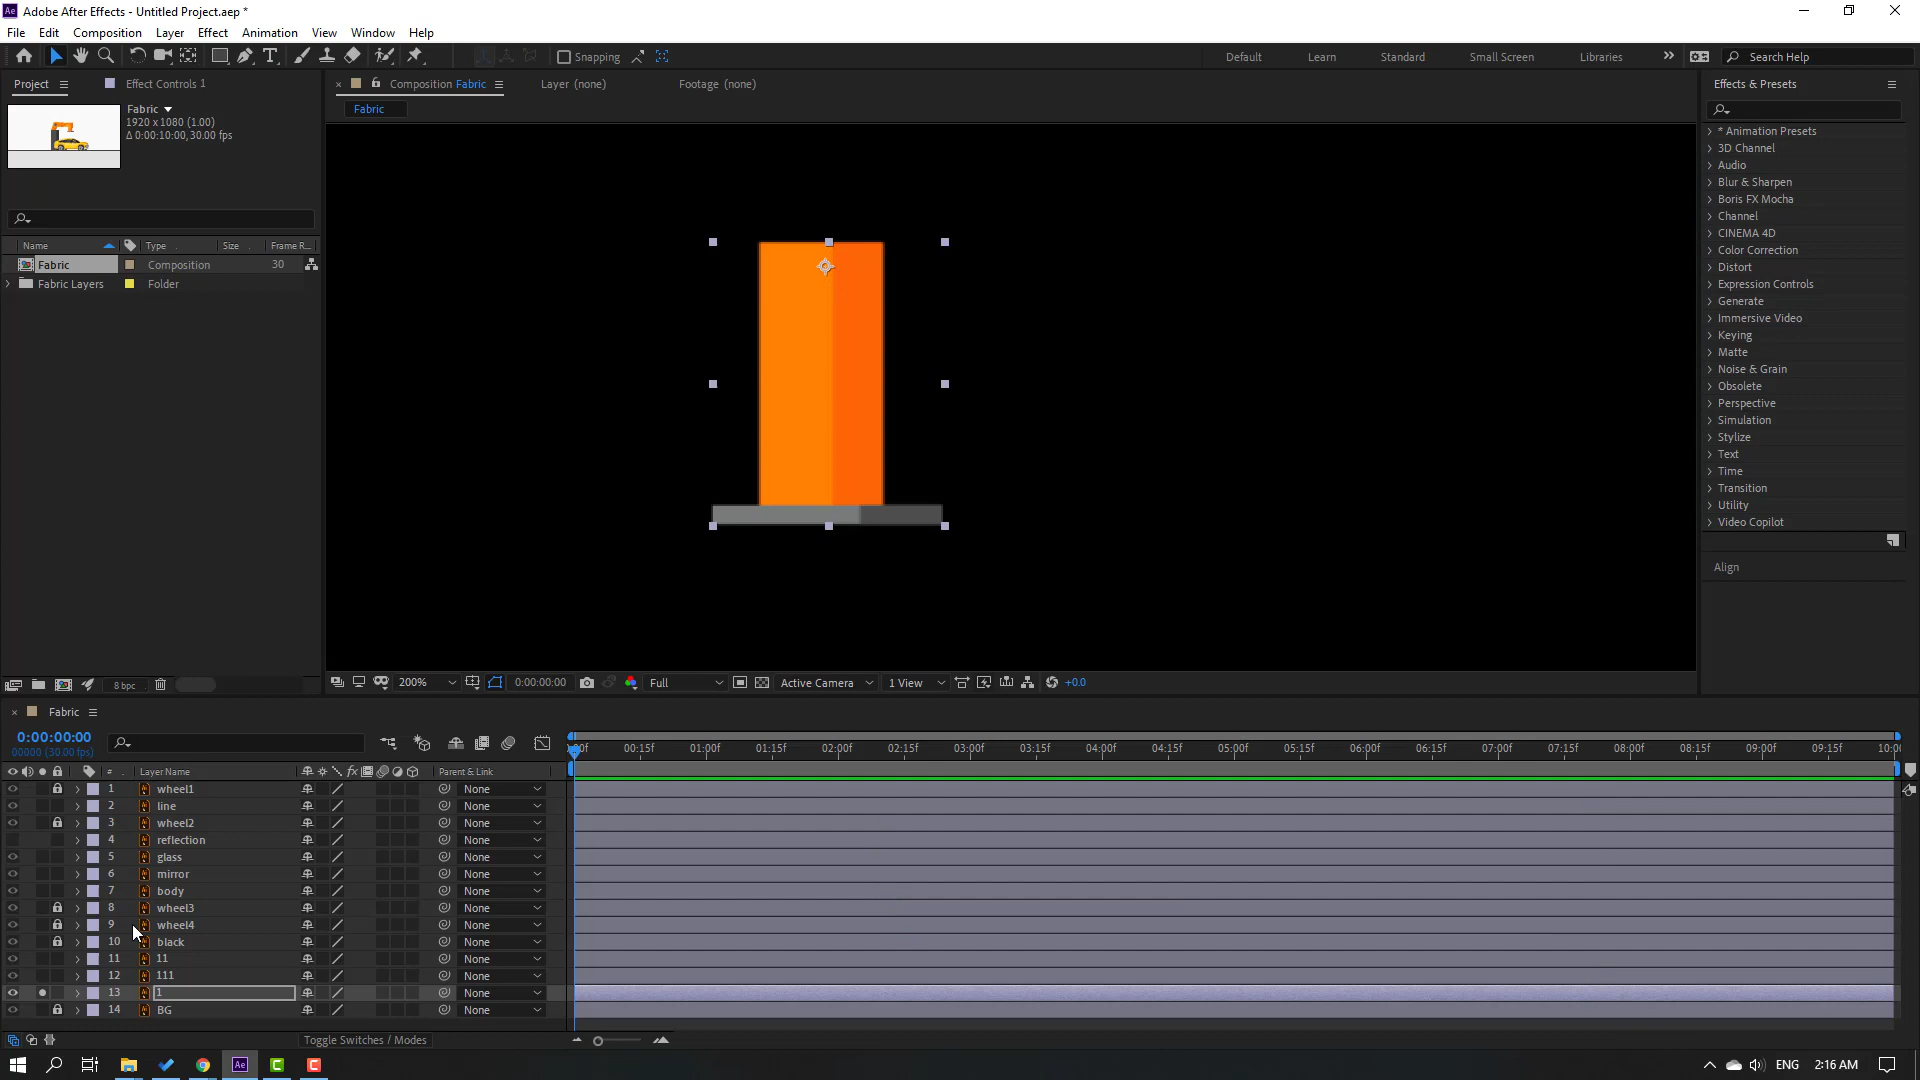 Adobe After Effects - Untitled Project.aep *
File Edit Composition Layer Effect Animation View Window Help
Snapping Default Learn Standard Small Screen Libraries Search Help
Project Effect Controls 1 Composition Fabric Layer (none) Footage (none) Effects & Presets
Fabric
1920 x 1080 (1.00)
Δ 0:00:10:00, 30.00 fps
Fabric
Name Type Size Frame R...
Fabric Composition 30
Fabric Layers Folder
* Animation Presets
3D Channel
Audio
Blur & Sharpen
Boris FX Mocha
Channel
CINEMA 4D
Color Correction
Distort
Expression Controls
Generate
Immersive Video
Keying
Matte
Noise & Grain
Obsolete
Perspective
Simulation
Stylize
Text
Time
Transition
Utility
Video Copilot
Align
8 bpc 200% 0:00:00:00 Full Active Camera 1 View +0.0
Fabric
0:00:00:00
00000 (30.00 fps)
00f 00:15f 01:00f 01:15f 02:00f 02:15f 03:00f 03:15f 04:00f 04:15f 05:00f 05:15f 06:00f 06:15f 07:00f 07:15f 08:00f 08:15f 09:00f 09:15f 10:0
# Layer Name fx Parent & Link
1 wheel1 None
2 line None
3 wheel2 None
4 reflection None
5 glass None
6 mirror None
7 body None
8 wheel3 None
9 wheel4 None
10 black None
11 11 None
12 111 None
13 1 None
14 BG None
Toggle Switches / Modes
Ae ENG 2:16 AM